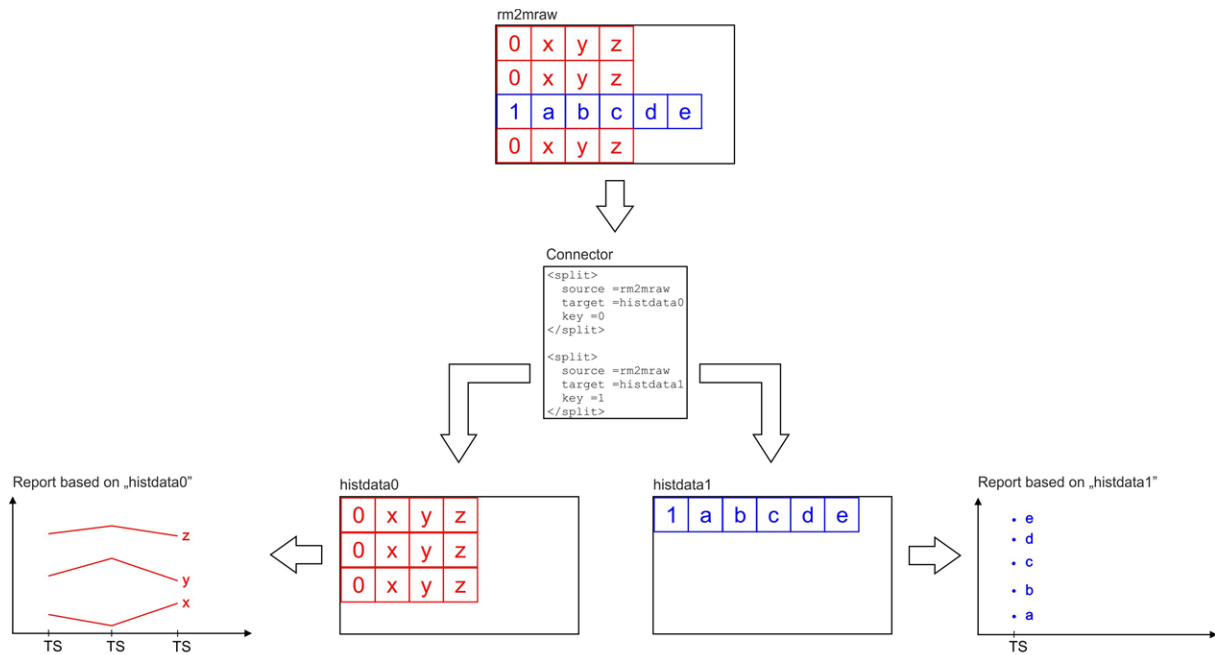 rm2mraw
0 x y z
0 x y z
1 a b c d e
0 x y z
Connector
<split>
source =rm2mraw
target =histdata0
key =0
</split>
<split>
source =rm2mraw
target =histdata1
key =1
</split>
Report based on „histdata0”
z
y
x
TS TS TS
histdata0
0 x y z
0 x y z
0 x y z
histdata1
1 a b c d e
Report based on „histdata1”
e
d
c
b
a
TS